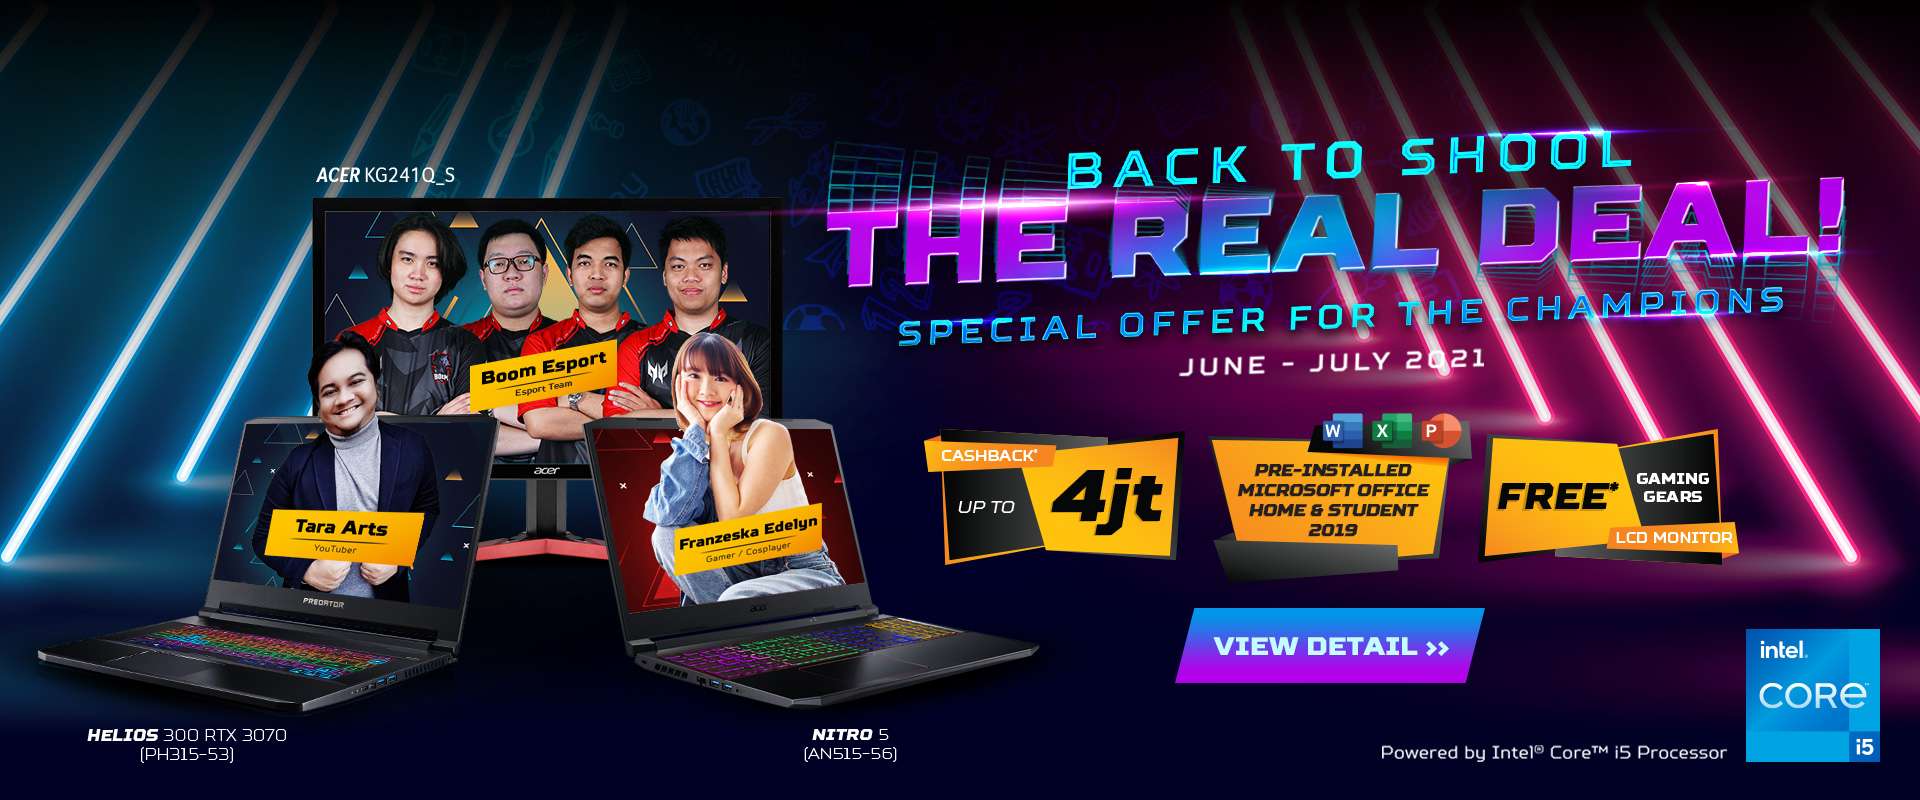 ACER KG241Q_S
BACK TO SHOOL
THE REAL DEAL!
SPECIAL OFFER FOR THE CHAMPIONS
JUNE - JULY 2021
Boom Esport
Esport Team
acer
Tara Arts
YouTuber
PREDATOR
Franzeska Edelyn
Gamer / Cosplayer
acer
CASHBACK*
UP TO
4jt
W X P
PRE-INSTALLED
MICROSOFT OFFICE
HOME & STUDENT
2019
FREE*
GAMING
GEARS
LCD MONITOR
VIEW DETAIL >>
HELIOS 300 RTX 3070
(PH315-53)
NITRO 5
(AN515-56)
Powered by Intel® Core™ i5 Processor
intel.
CORE™
i5